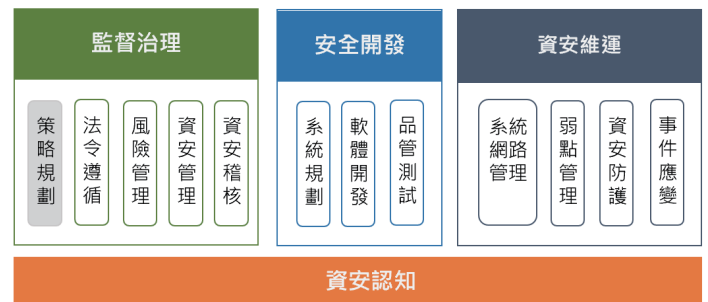 監督治理
策略規劃
法令遵循
風險管理
資安管理
資安稽核
安全開發
系統規劃
軟體開發
品管測試
資安維運
系統
網路
管理
弱點管理
資安防護
事件應變
資安認知